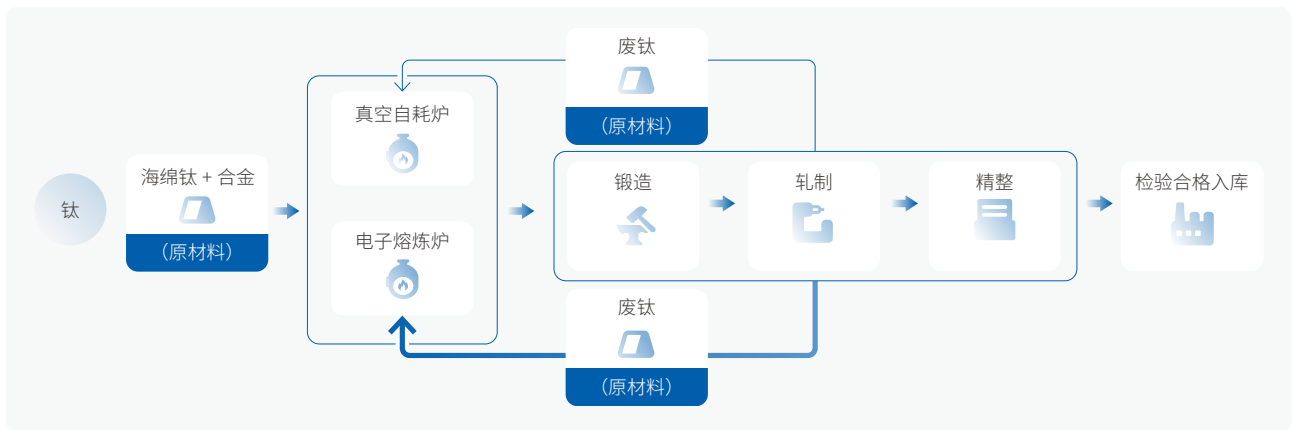 钛
海绵钛 + 合金
（原材料）
真空自耗炉
电子熔炼炉
废钛
（原材料）
锻造
轧制
精整
废钛
（原材料）
检验合格入库